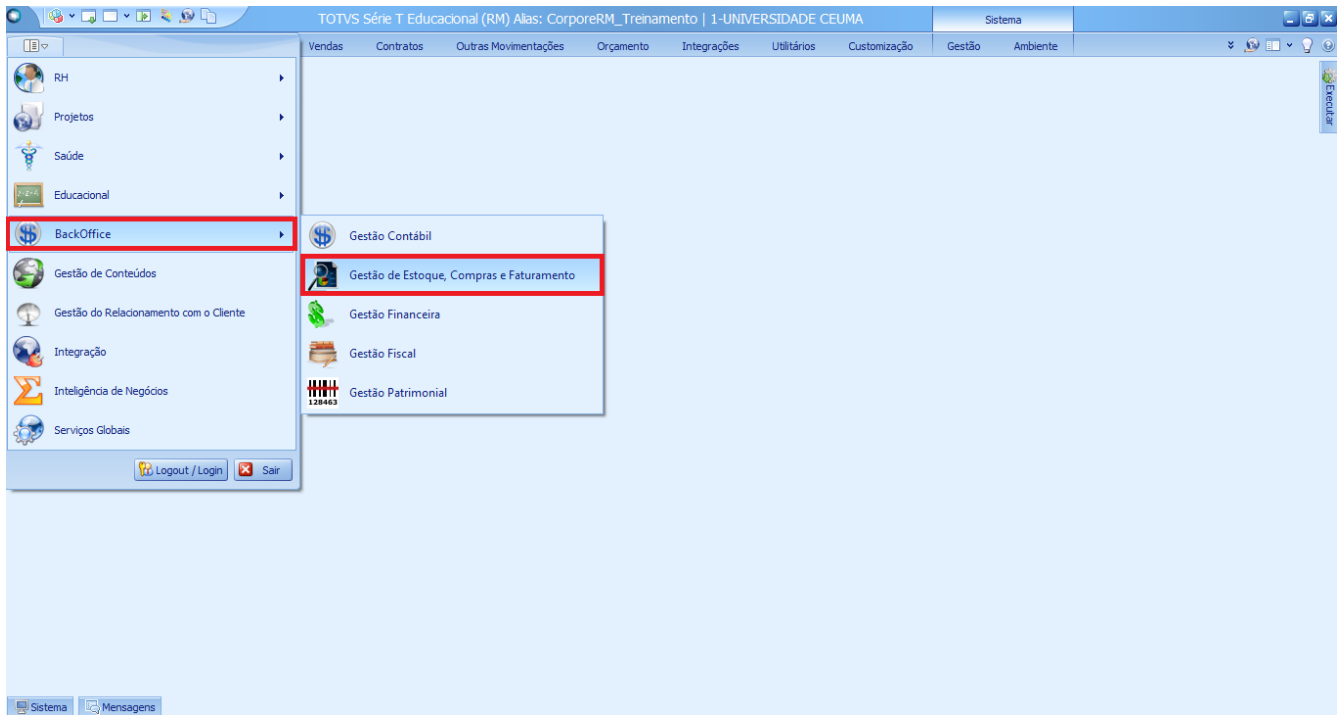 TOTVS Série T Educacional (RM) Alias: CorporeRM_Treinamento | 1-UNIVERSIDADE CEUMA
Sistema
Vendas Contratos Outras Movimentações Orçamento Integrações Utilitários Customização Gestão Ambiente
Executar
RH
Projetos
Saúde
Educacional
BackOffice
Gestão de Conteúdos
Gestão do Relacionamento com o Cliente
Integração
Inteligência de Negócios
Serviços Globais
Logout / Login Sair
Gestão Contábil
Gestão de Estoque, Compras e Faturamento
Gestão Financeira
Gestão Fiscal
128463
Gestão Patrimonial
Sistema Mensagens